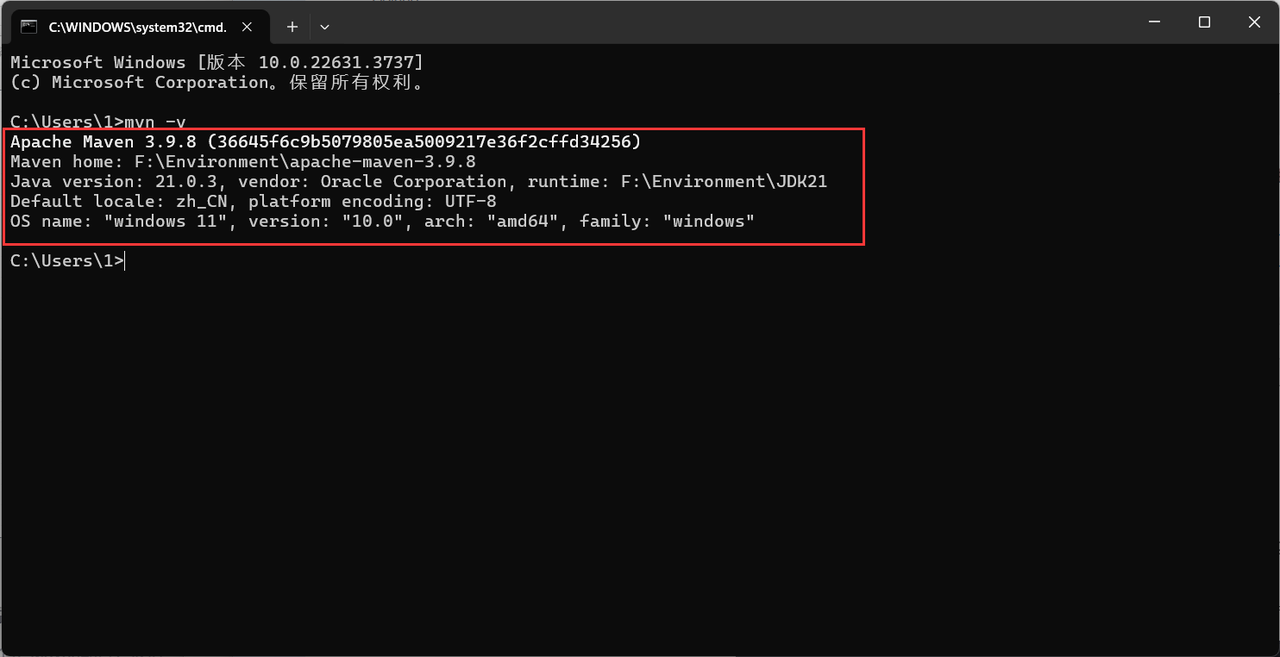 C:\WINDOWS\system32\cmd.
Microsoft Windows [版本 10.0.22631.3737]
(c) Microsoft Corporation。保留所有权利。
C:\Users\1>mvn -v
Apache Maven 3.9.8 (36645f6c9b5079805ea5009217e36f2cffd34256)
Maven home: F:\Environment\apache-maven-3.9.8
Java version: 21.0.3, vendor: Oracle Corporation, runtime: F:\Environment\JDK21
Default locale: zh_CN, platform encoding: UTF-8
OS name: "windows 11", version: "10.0", arch: "amd64", family: "windows"
C:\Users\1>